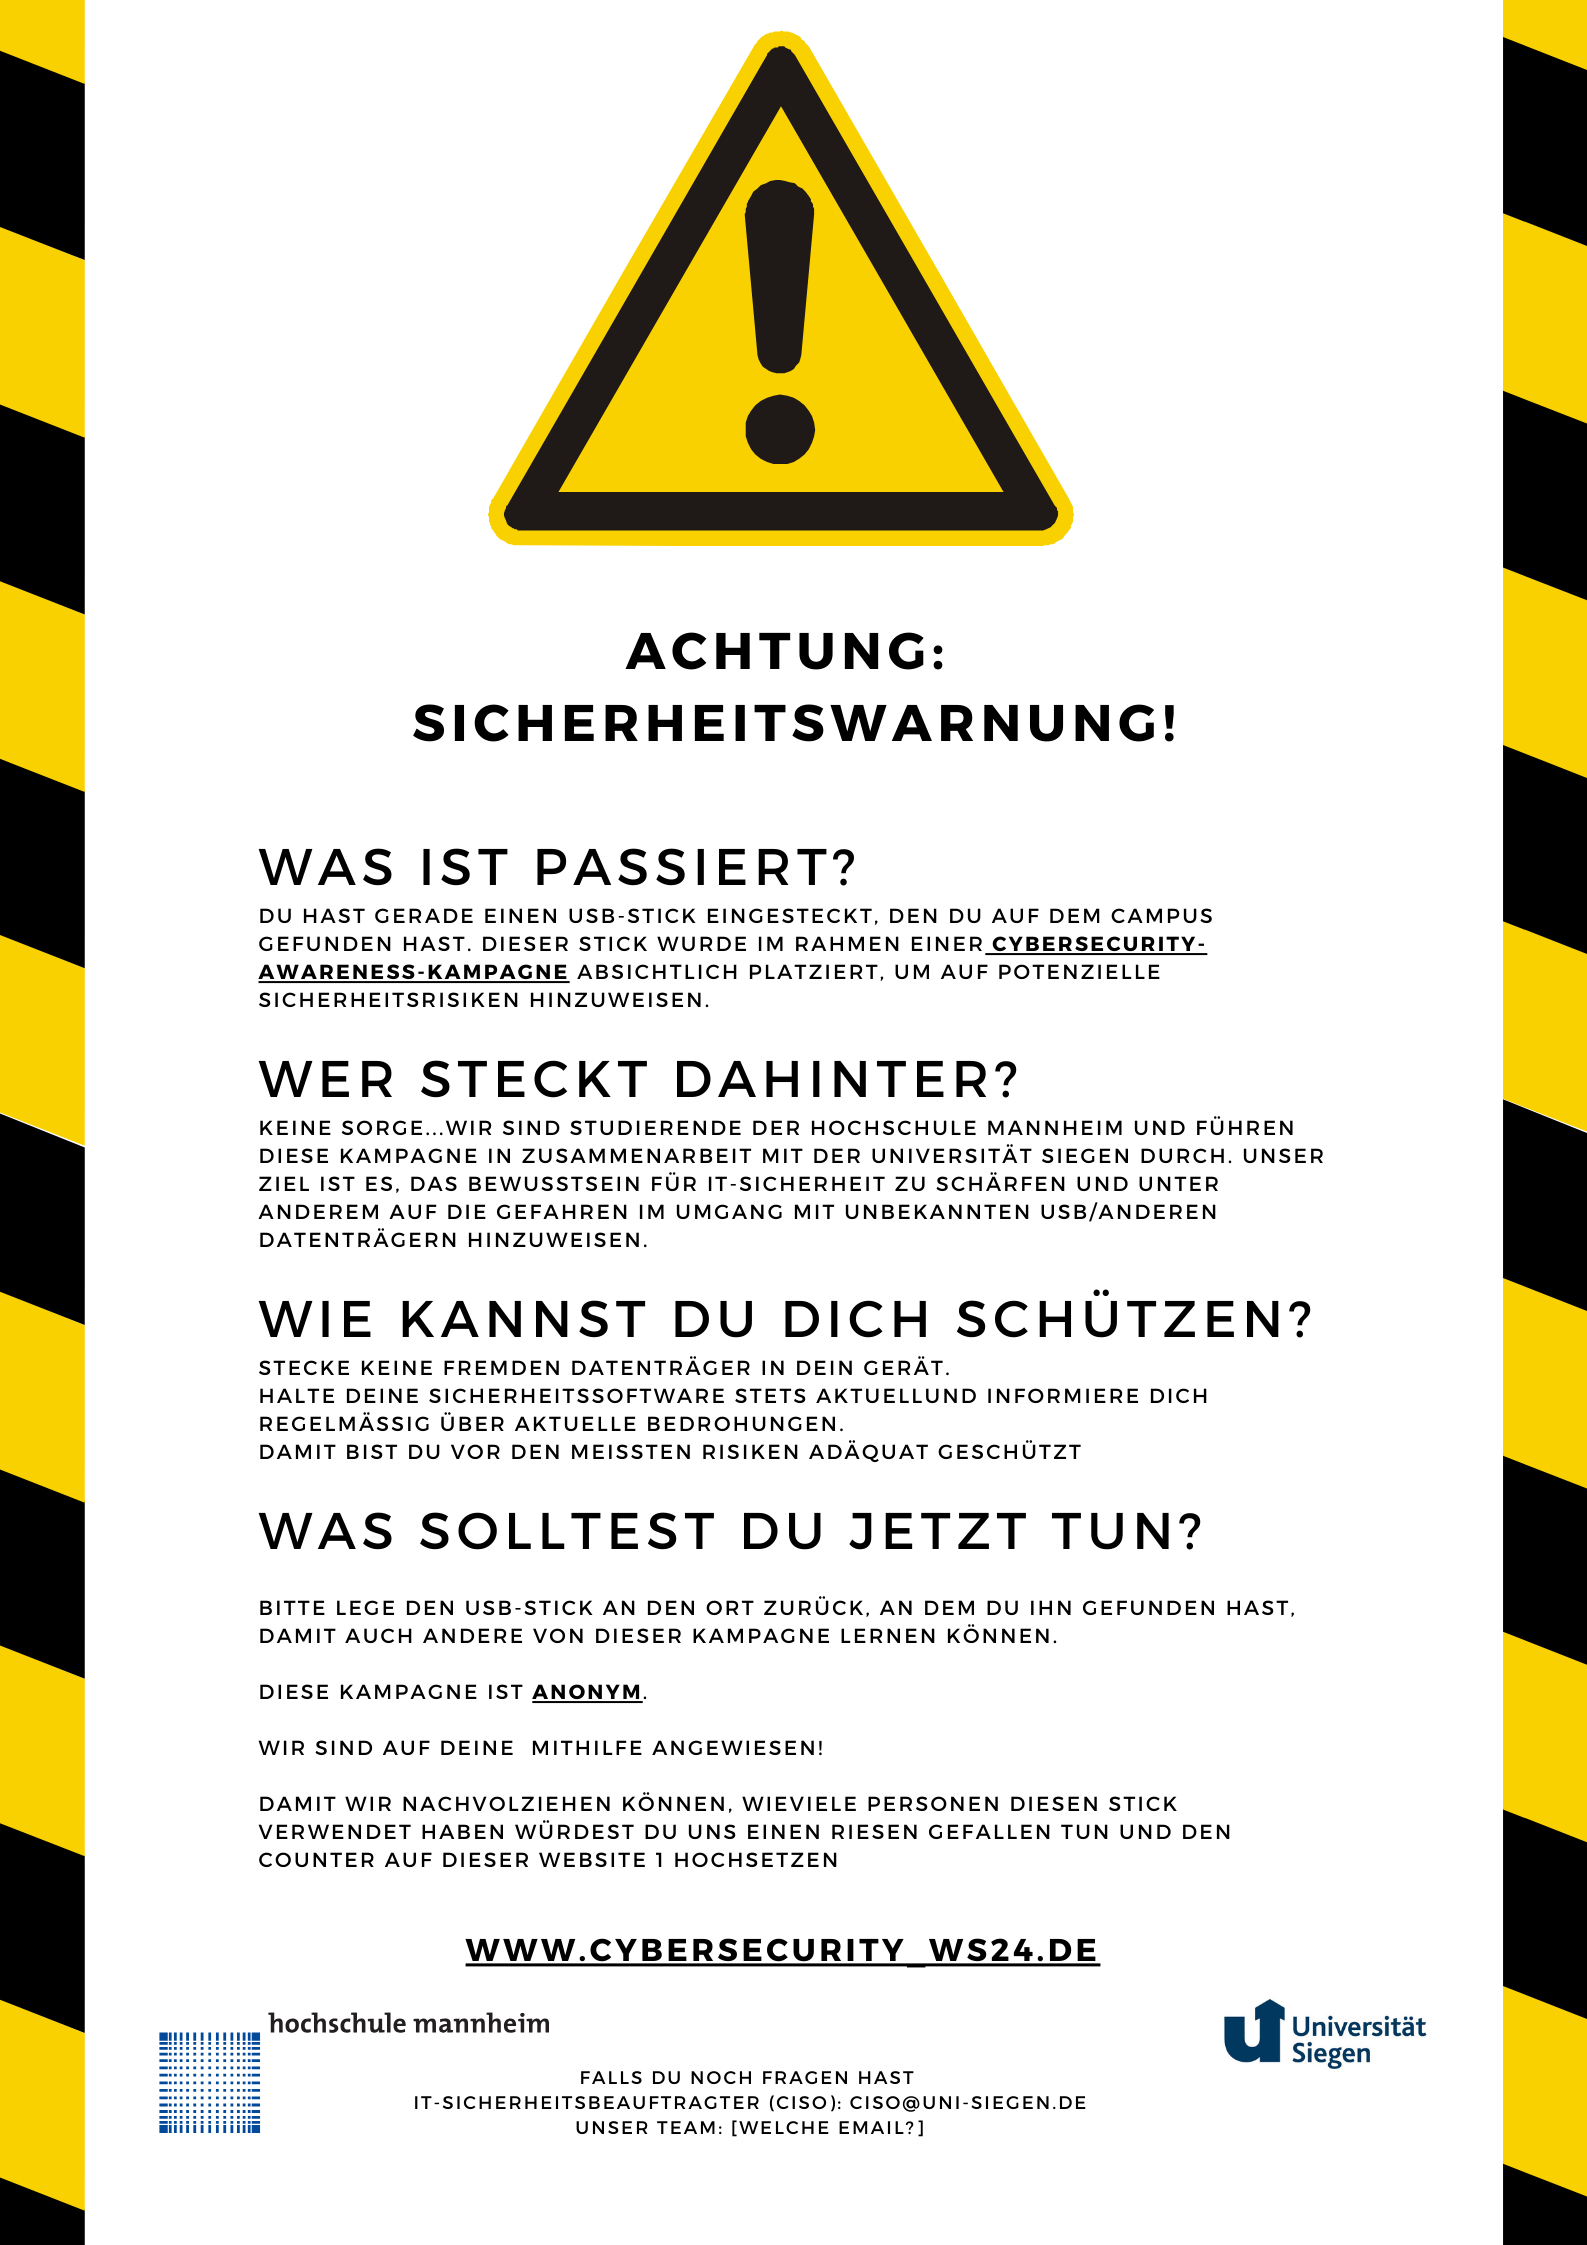 ACHTUNG:
SICHERHEITSWARNUNG!
WAS IST PASSIERT?
DU HAST GERADE EINEN USB-STICK EINGESTECKT, DEN DU AUF DEM CAMPUS
GEFUNDEN HAST. DIESER STICK WURDE IM RAHMEN EINER CYBERSECURITY-
AWARENESS-KAMPAGNE ABSICHTLICH PLATZIERT, UM AUF POTENZIELLE
SICHERHEITSRISIKEN HINZUWEISEN.
WER STECKT DAHINTER?
KEINE SORGE...WIR SIND STUDIERENDE DER HOCHSCHULE MANNHEIM UND FÜHREN
DIESE KAMPAGNE IN ZUSAMMENARBEIT MIT DER UNIVERSITÄT SIEGEN DURCH. UNSER
ZIEL IST ES, DAS BEWUSSTSEIN FÜR IT-SICHERHEIT ZU SCHÄRFEN UND UNTER
ANDEREM AUF DIE GEFAHREN IM UMGANG MIT UNBEKANNTEN USB/ANDEREN
DATENTRÄGERN HINZUWEISEN.
WIE KANNST DU DICH SCHÜTZEN?
STECKE KEINE FREMDEN DATENTRÄGER IN DEIN GERÄT.
HALTE DEINE SICHERHEITSSOFTWARE STETS AKTUELLUND INFORMIERE DICH
REGELMÄSSIG ÜBER AKTUELLE BEDROHUNGEN.
DAMIT BIST DU VOR DEN MEISSTEN RISIKEN ADÄQUAT GESCHÜTZT
WAS SOLLTEST DU JETZT TUN?
BITTE LEGE DEN USB-STICK AN DEN ORT ZURÜCK, AN DEM DU IHN GEFUNDEN HAST,
DAMIT AUCH ANDERE VON DIESER KAMPAGNE LERNEN KÖNNEN.
DIESE KAMPAGNE IST ANONYM.
WIR SIND AUF DEINE  MITHILFE ANGEWIESEN!
DAMIT WIR NACHVOLZIEHEN KÖNNEN, WIEVIELE PERSONEN DIESEN STICK
VERWENDET HABEN WÜRDEST DU UNS EINEN RIESEN GEFALLEN TUN UND DEN
COUNTER AUF DIESER WEBSITE 1 HOCHSETZEN
WWW.CYBERSECURITY_WS24.DE
hochschule mannheim
Universität
Siegen
FALLS DU NOCH FRAGEN HAST
IT-SICHERHEITSBEAUFTRAGTER (CISO): CISO@UNI-SIEGEN.DE
UNSER TEAM: [WELCHE EMAIL?]